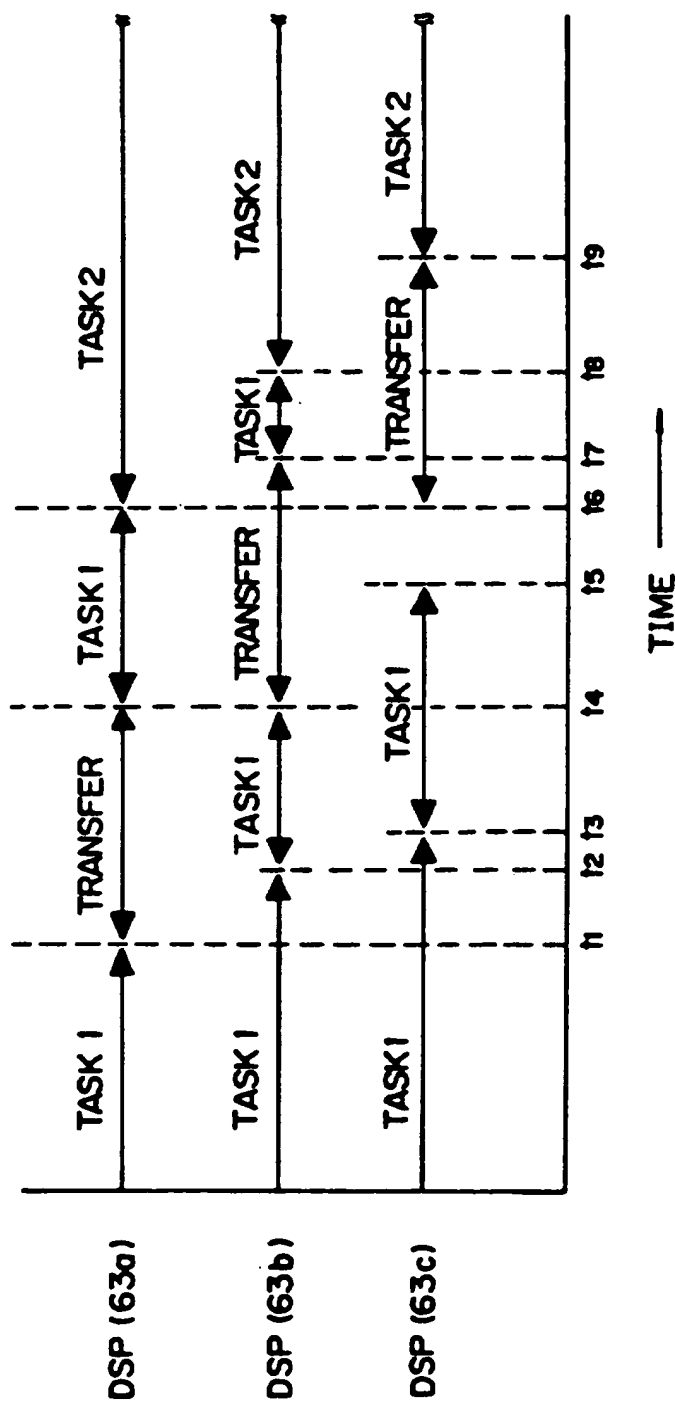 DSP (63a) TASK 1 TRANSFER TASK 1 TASK 2
DSP (63b) TASK 1 TASK 1 TRANSFER TASK 1 TASK 2
DSP (63c) TASK 1 TASK 1 TRANSFER TASK 2
t1 t2 t3 t4 t5 t6 t7 t8 t9
TIME